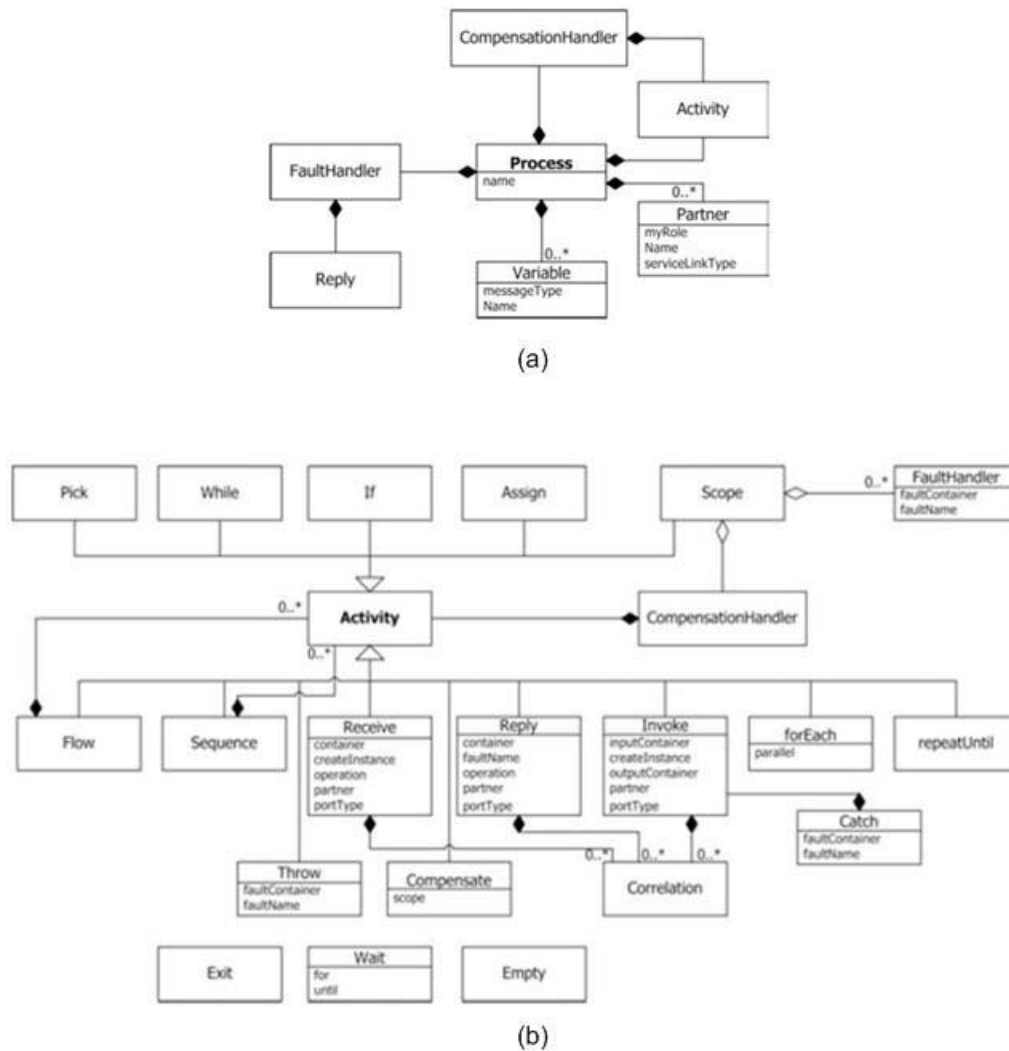 CompensationHandler
Activity
FaultHandler
Process
name
0..*
Partner
myRole
Name
serviceLinkType
Reply
0..*
Variable
messageType
Name
(a)
Pick
While
If
Assign
Scope
0..*
FaultHandler
faultContainer
faultName
0..*
Activity
CompensationHandler
0..*
Flow
Sequence
Receive
container
createInstance
operation
partner
portType
Reply
container
faultName
operation
partner
portType
Invoke
inputContainer
createInstance
outputContainer
partner
portType
forEach
parallel
repeatUntil
Catch
faultContainer
faultName
0..*
0..*
0..*
Throw
faultContainer
faultName
Compensate
scope
Correlation
Exit
Wait
for
until
Empty
(b)